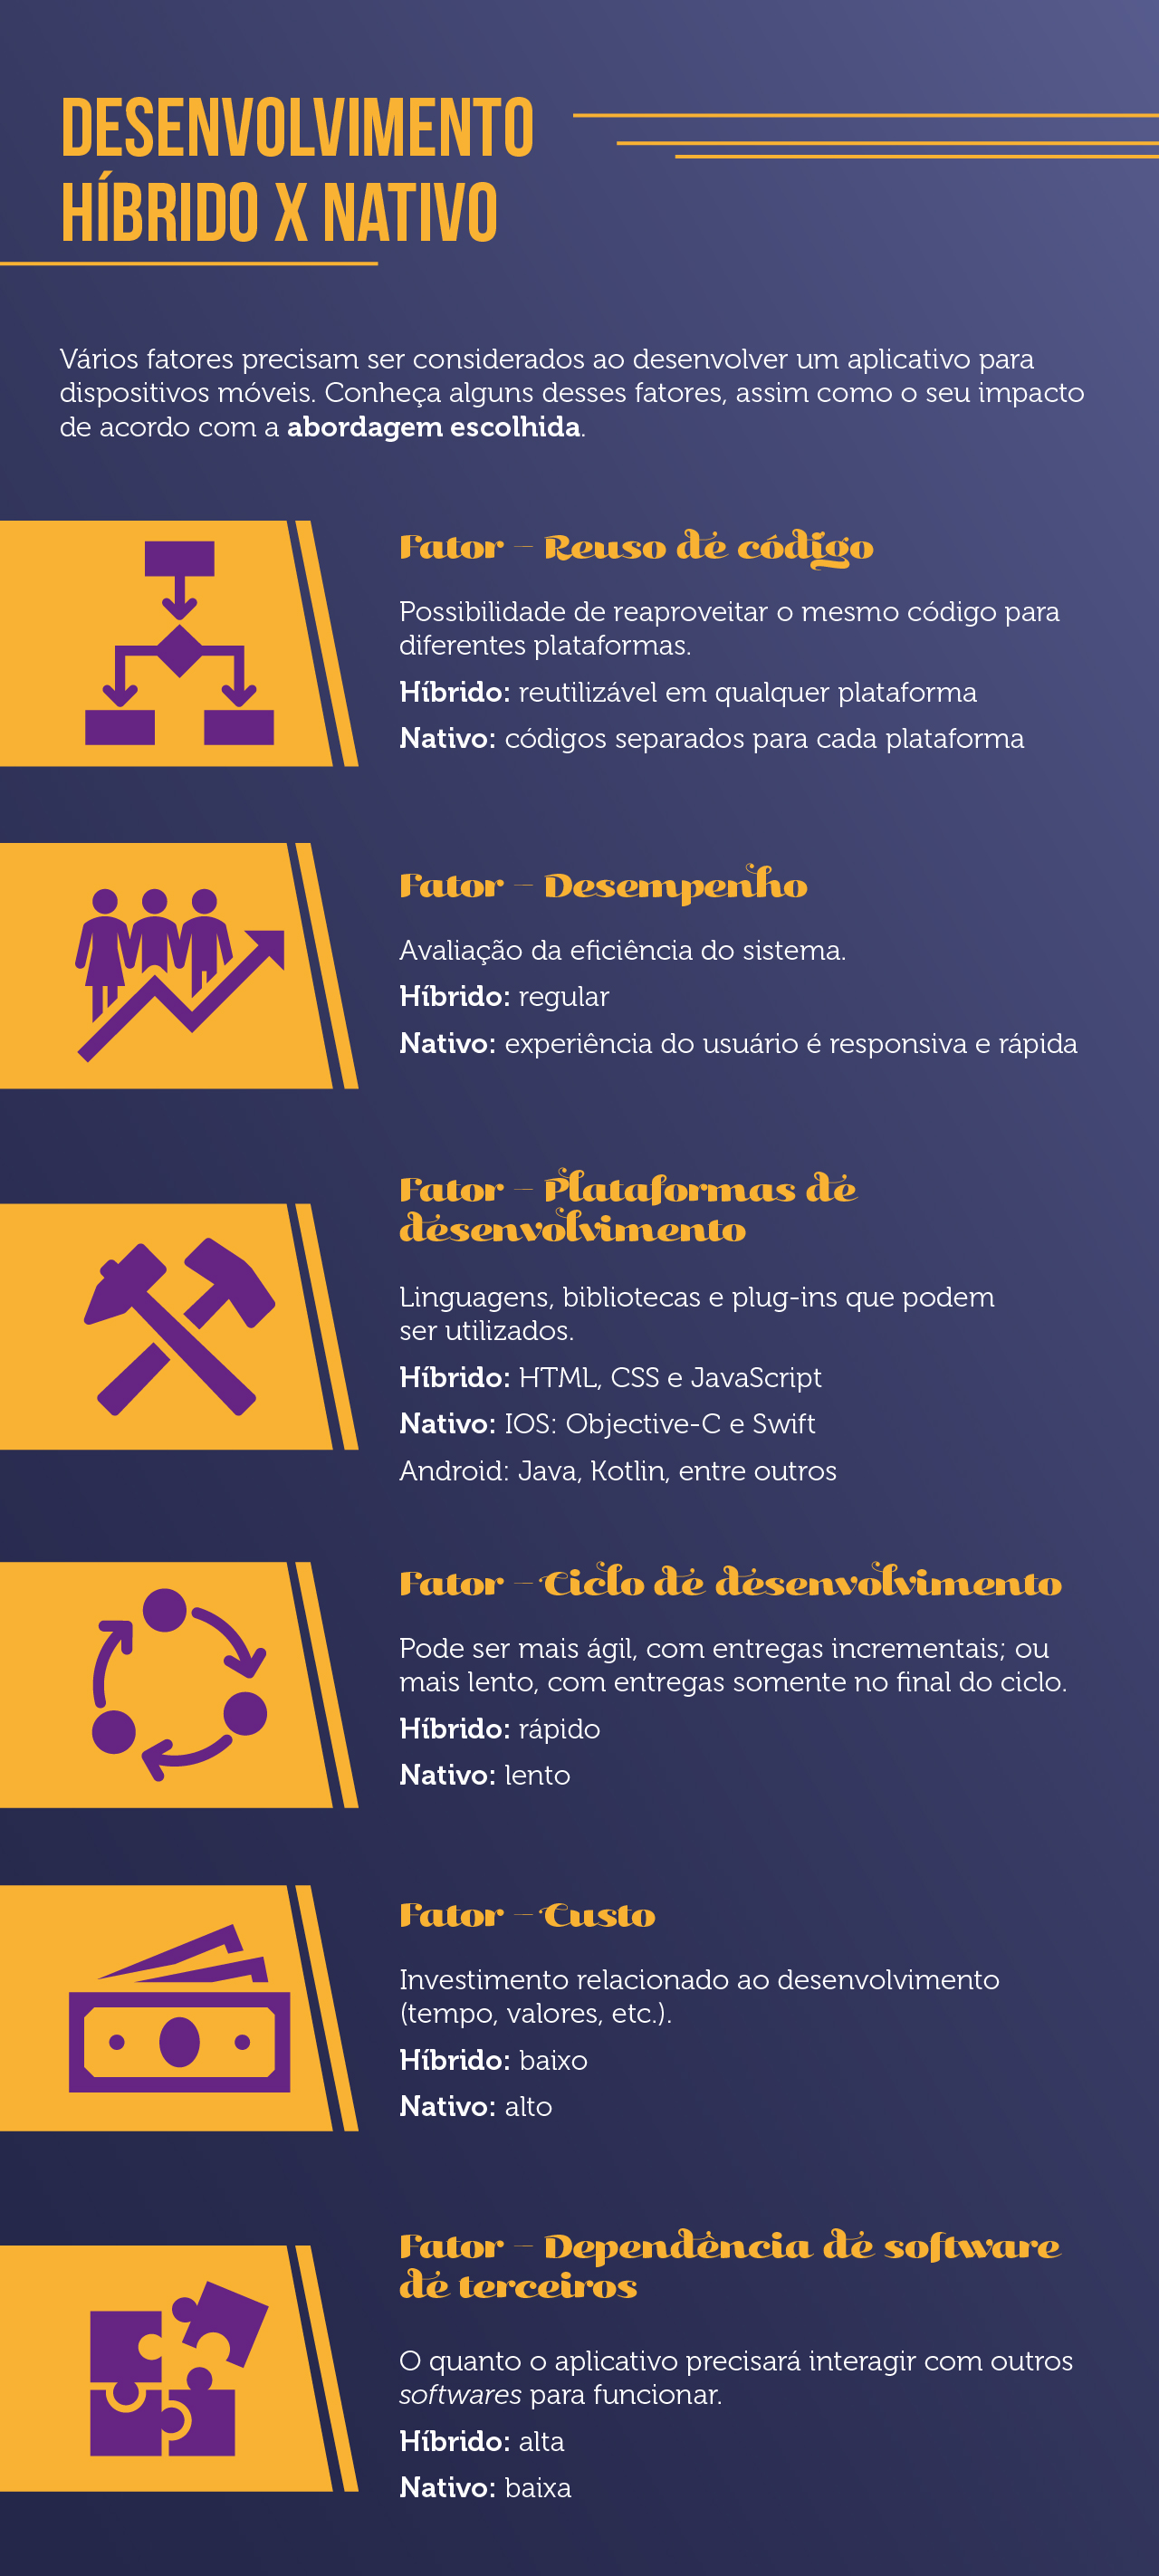 DESENVOLVIMENTO
HÍBRIDO X NATIVO
Vários fatores precisam ser considerados ao desenvolver um aplicativo para
dispositivos móveis. Conheça alguns desses fatores, assim como o seu impacto
de acordo com a abordagem escolhida.
Fator – Reuso de código
Possibilidade de reaproveitar o mesmo código para
diferentes plataformas.
Híbrido: reutilizável em qualquer plataforma
Nativo: códigos separados para cada plataforma
Fator – Desempenho
Avaliação da eficiência do sistema.
Híbrido: regular
Nativo: experiência do usuário é responsiva e rápida
Fator – Plataformas de
desenvolvimento
Linguagens, bibliotecas e plug-ins que podem
ser utilizados.
Híbrido: HTML, CSS e JavaScript
Nativo: IOS: Objective-C e Swift
Android: Java, Kotlin, entre outros
Fator – Ciclo de desenvolvimento
Pode ser mais ágil, com entregas incrementais; ou
mais lento, com entregas somente no final do ciclo.
Híbrido: rápido
Nativo: lento
Fator – Custo
Investimento relacionado ao desenvolvimento
(tempo, valores, etc.).
Híbrido: baixo
Nativo: alto
Fator – Dependência de software
de terceiros
O quanto o aplicativo precisará interagir com outros
softwares para funcionar.
Híbrido: alta
Nativo: baixa